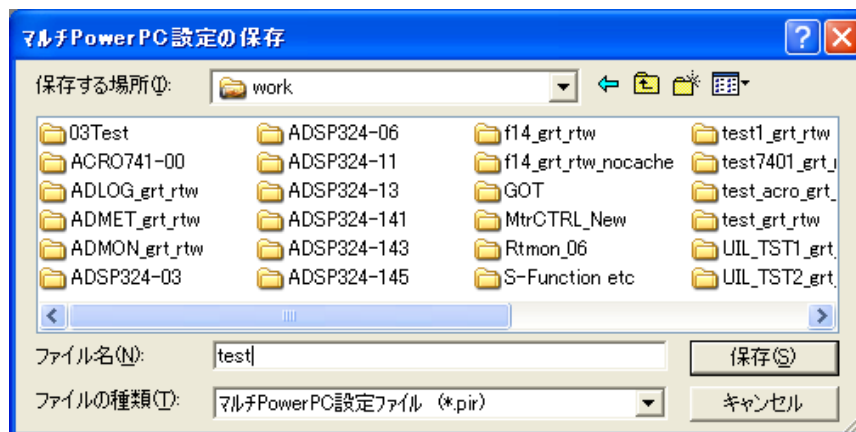 マルチPowerPC設定の保存
保存する場所(I): work
03Test ADSP324-06 f14_grt_rtw test1_grt_rtw
ACRO741-00 ADSP324-11 f14_grt_rtw_nocache test7401_grt_
ADLOG_grt_rtw ADSP324-13 GOT test_acro_grt_
ADMET_grt_rtw ADSP324-141 MtrCTRL_New test_grt_rtw
ADMON_grt_rtw ADSP324-143 Rtmon_06 UIL_TST1_grt_
ADSP324-03 ADSP324-145 S-Function etc UIL_TST2_grt_
ファイル名(N): test 保存(S)
ファイルの種類(T): マルチPowerPC設定ファイル (*.pir) キャンセル